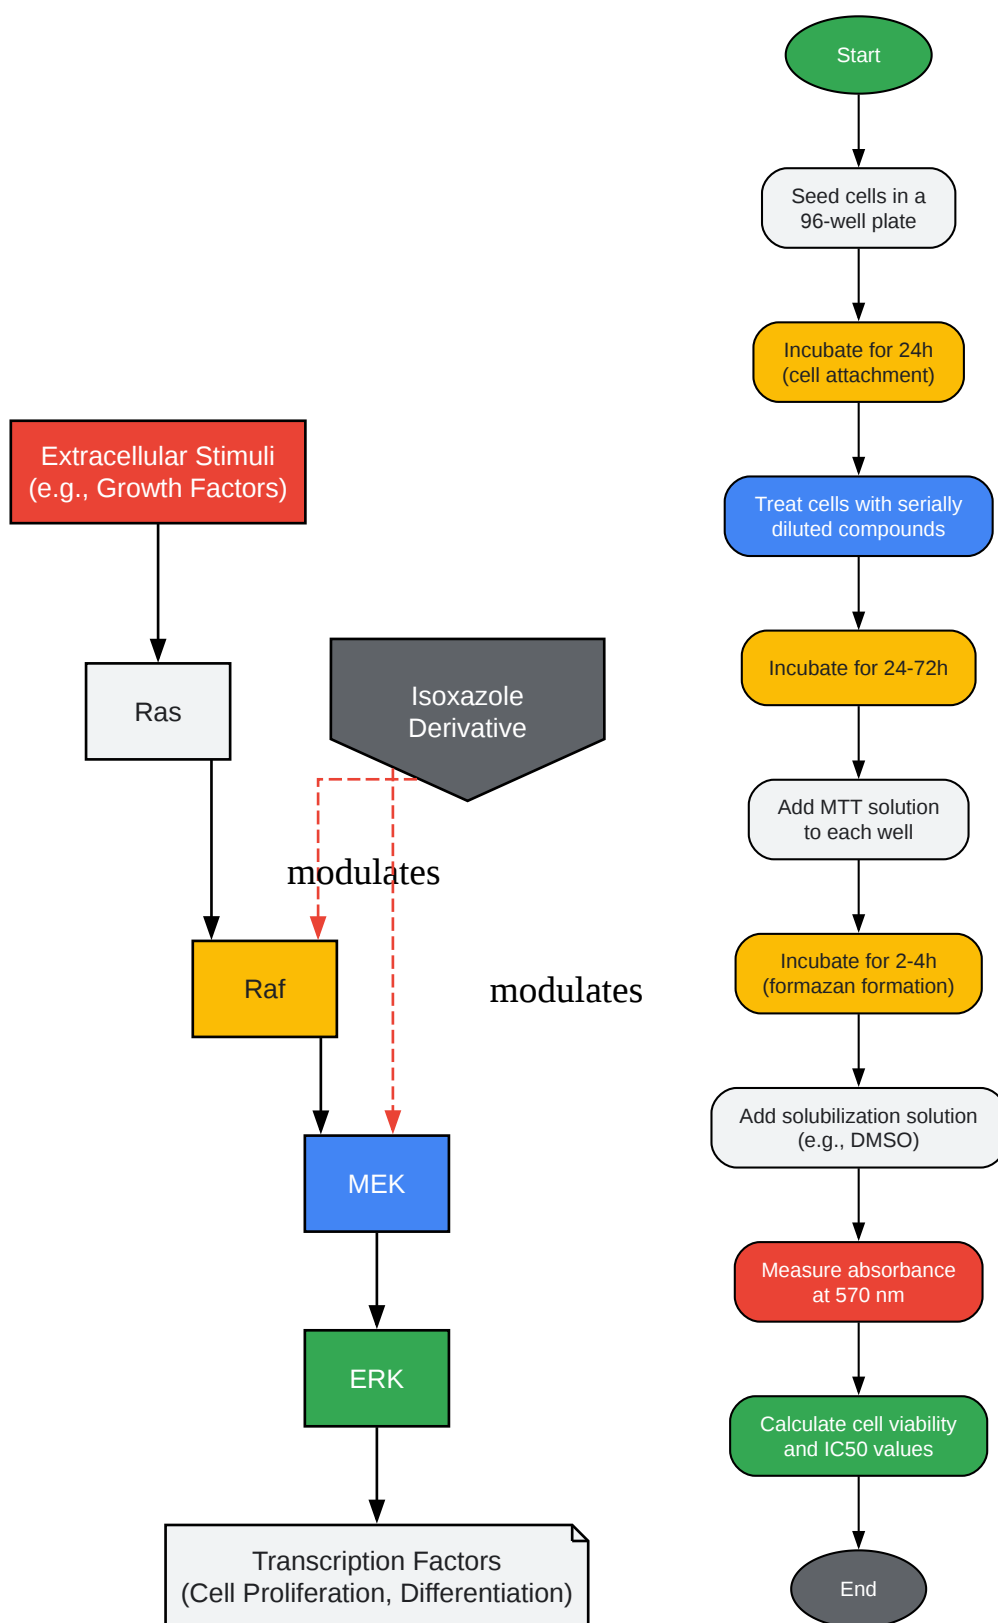 Extracellular Stimuli
(e.g., Growth Factors)
Ras
Isoxazole
Derivative
modulates
Raf
modulates
MEK
ERK
Transcription Factors
(Cell Proliferation, Differentiation)
Start
Seed cells in a
96-well plate
Incubate for 24h
(cell attachment)
Treat cells with serially
diluted compounds
Incubate for 24-72h
Add MTT solution
to each well
Incubate for 2-4h
(formazan formation)
Add solubilization solution
(e.g., DMSO)
Measure absorbance
at 570 nm
Calculate cell viability
and IC50 values
End